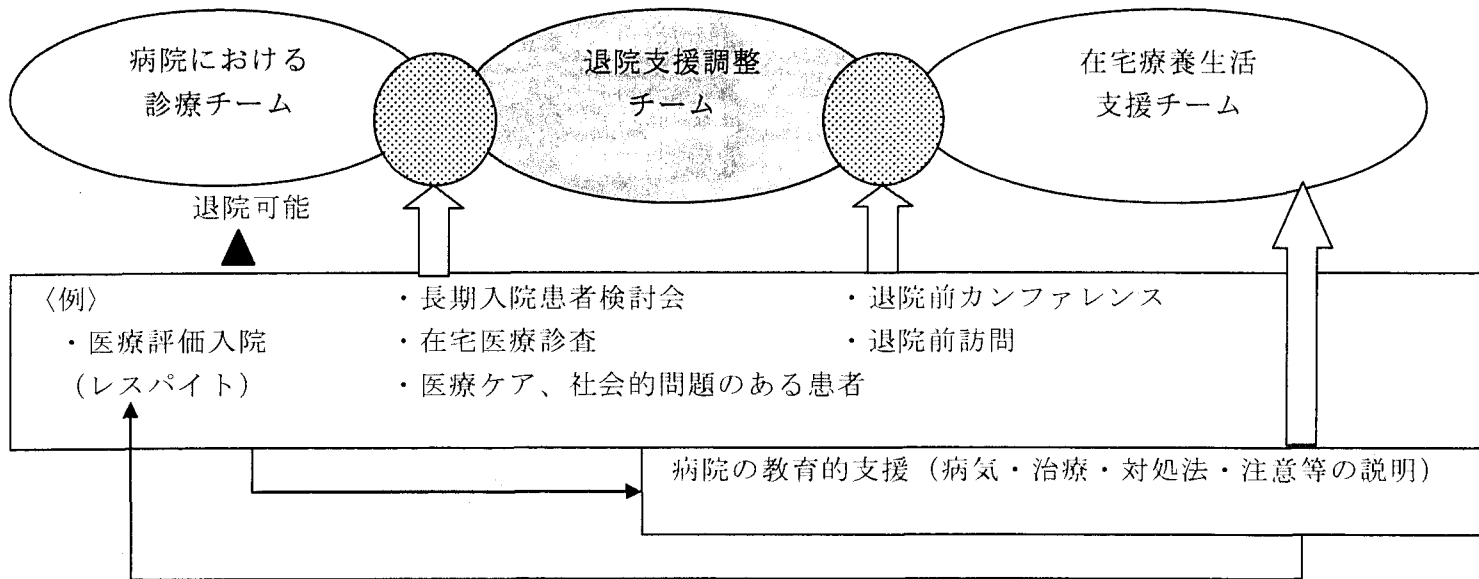 病院における
診療チーム
退院支援調整
チーム
在宅療養生活
支援チーム
退院可能
〈例〉
・医療評価入院
（レスパイト）
・長期入院患者検討会
・在宅医療診査
・医療ケア、社会的問題のある患者
・退院前カンファレンス
・退院前訪問
病院の教育的支援（病気・治療・対処法・注意等の説明）